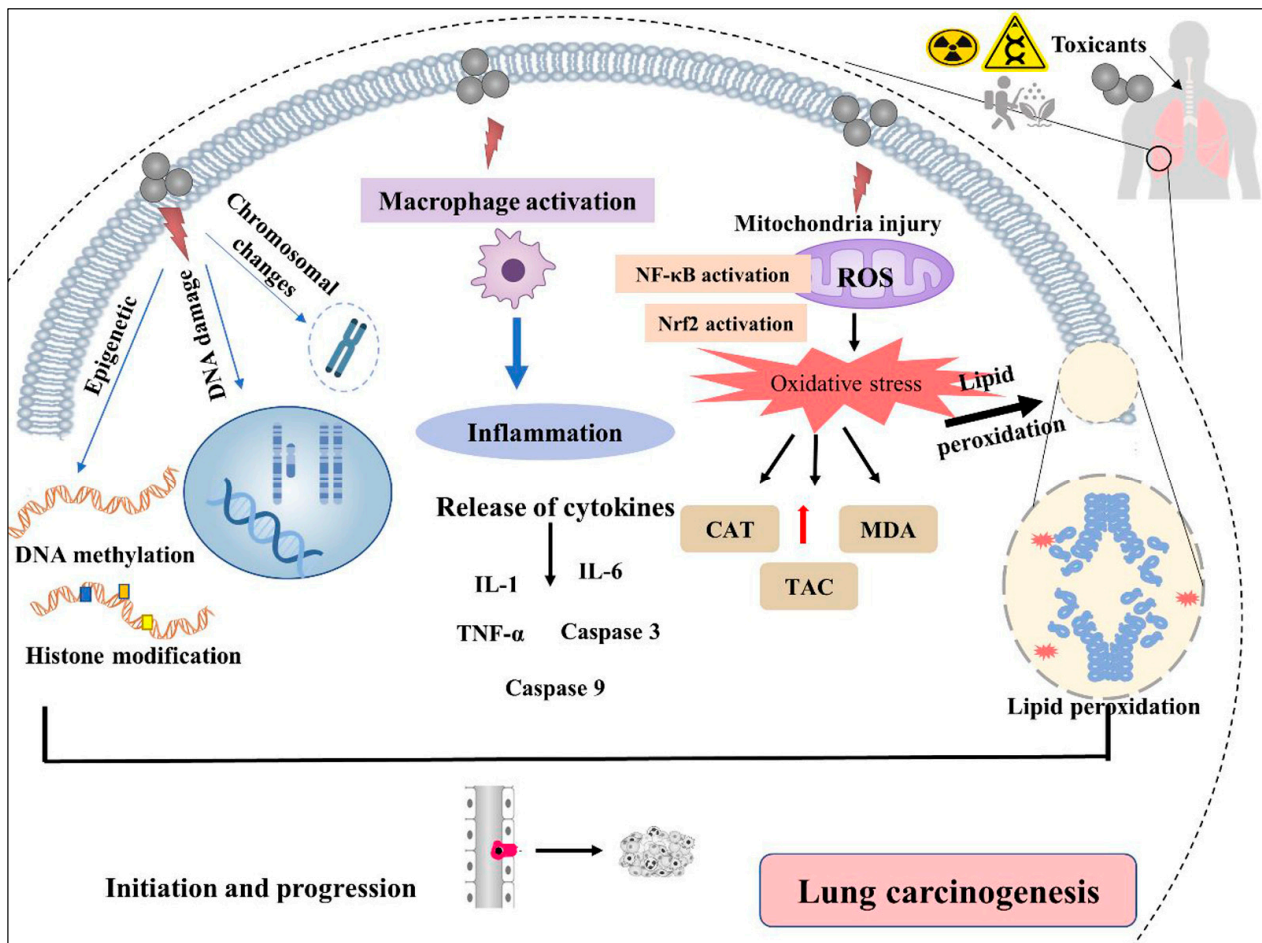 Toxicants
Macrophage activation
Chromosomal
changes
Epigenetic
DNA damage
Mitochondria injury
NF-κB activation
ROS
Nrf2 activation
Oxidative stress
Lipid
peroxidation
Inflammation
Release of cytokines
IL-1
IL-6
TNF-α
Caspase 3
Caspase 9
CAT
MDA
TAC
DNA methylation
Histone modification
Lipid peroxidation
Initiation and progression
Lung carcinogenesis